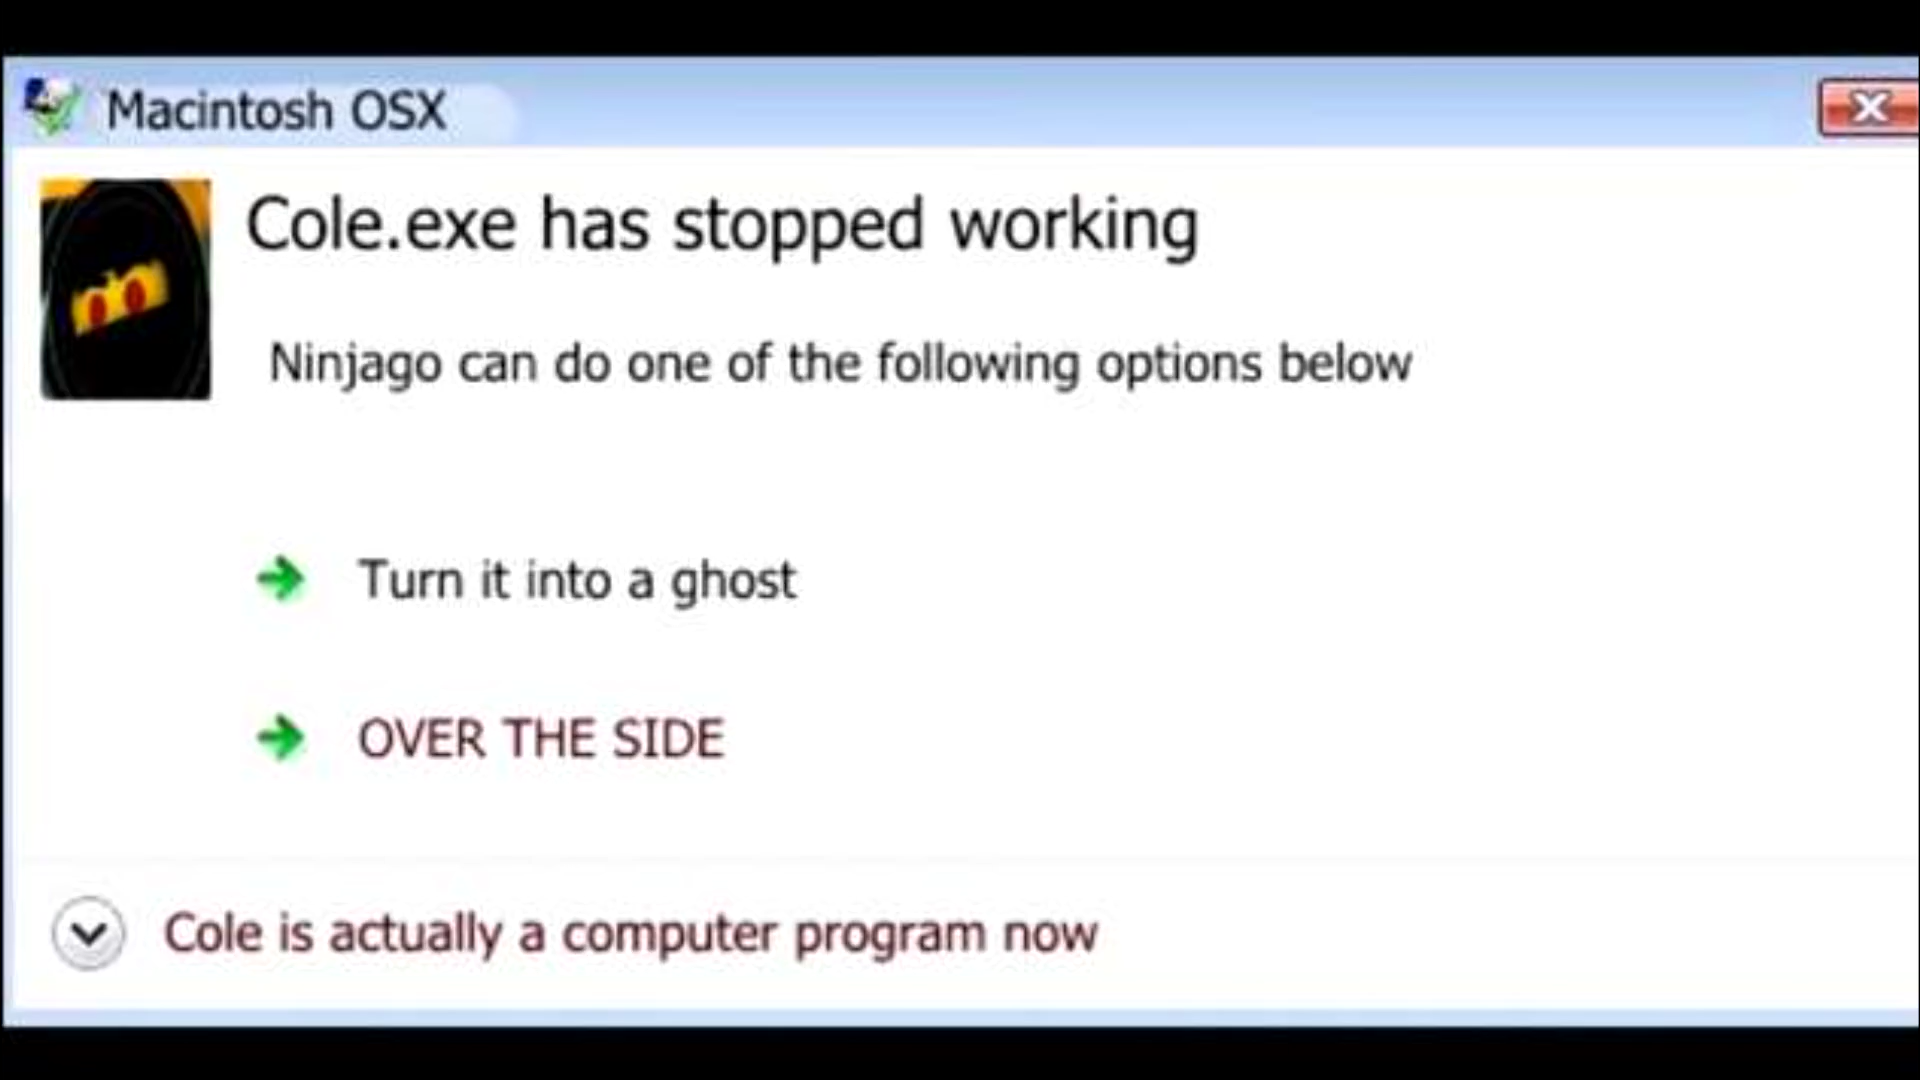 Macintosh OSX
Cole.exe has stopped working
Ninjago can do one of the following options below
Turn it into a ghost
OVER THE SIDE
Cole is actually a computer program now